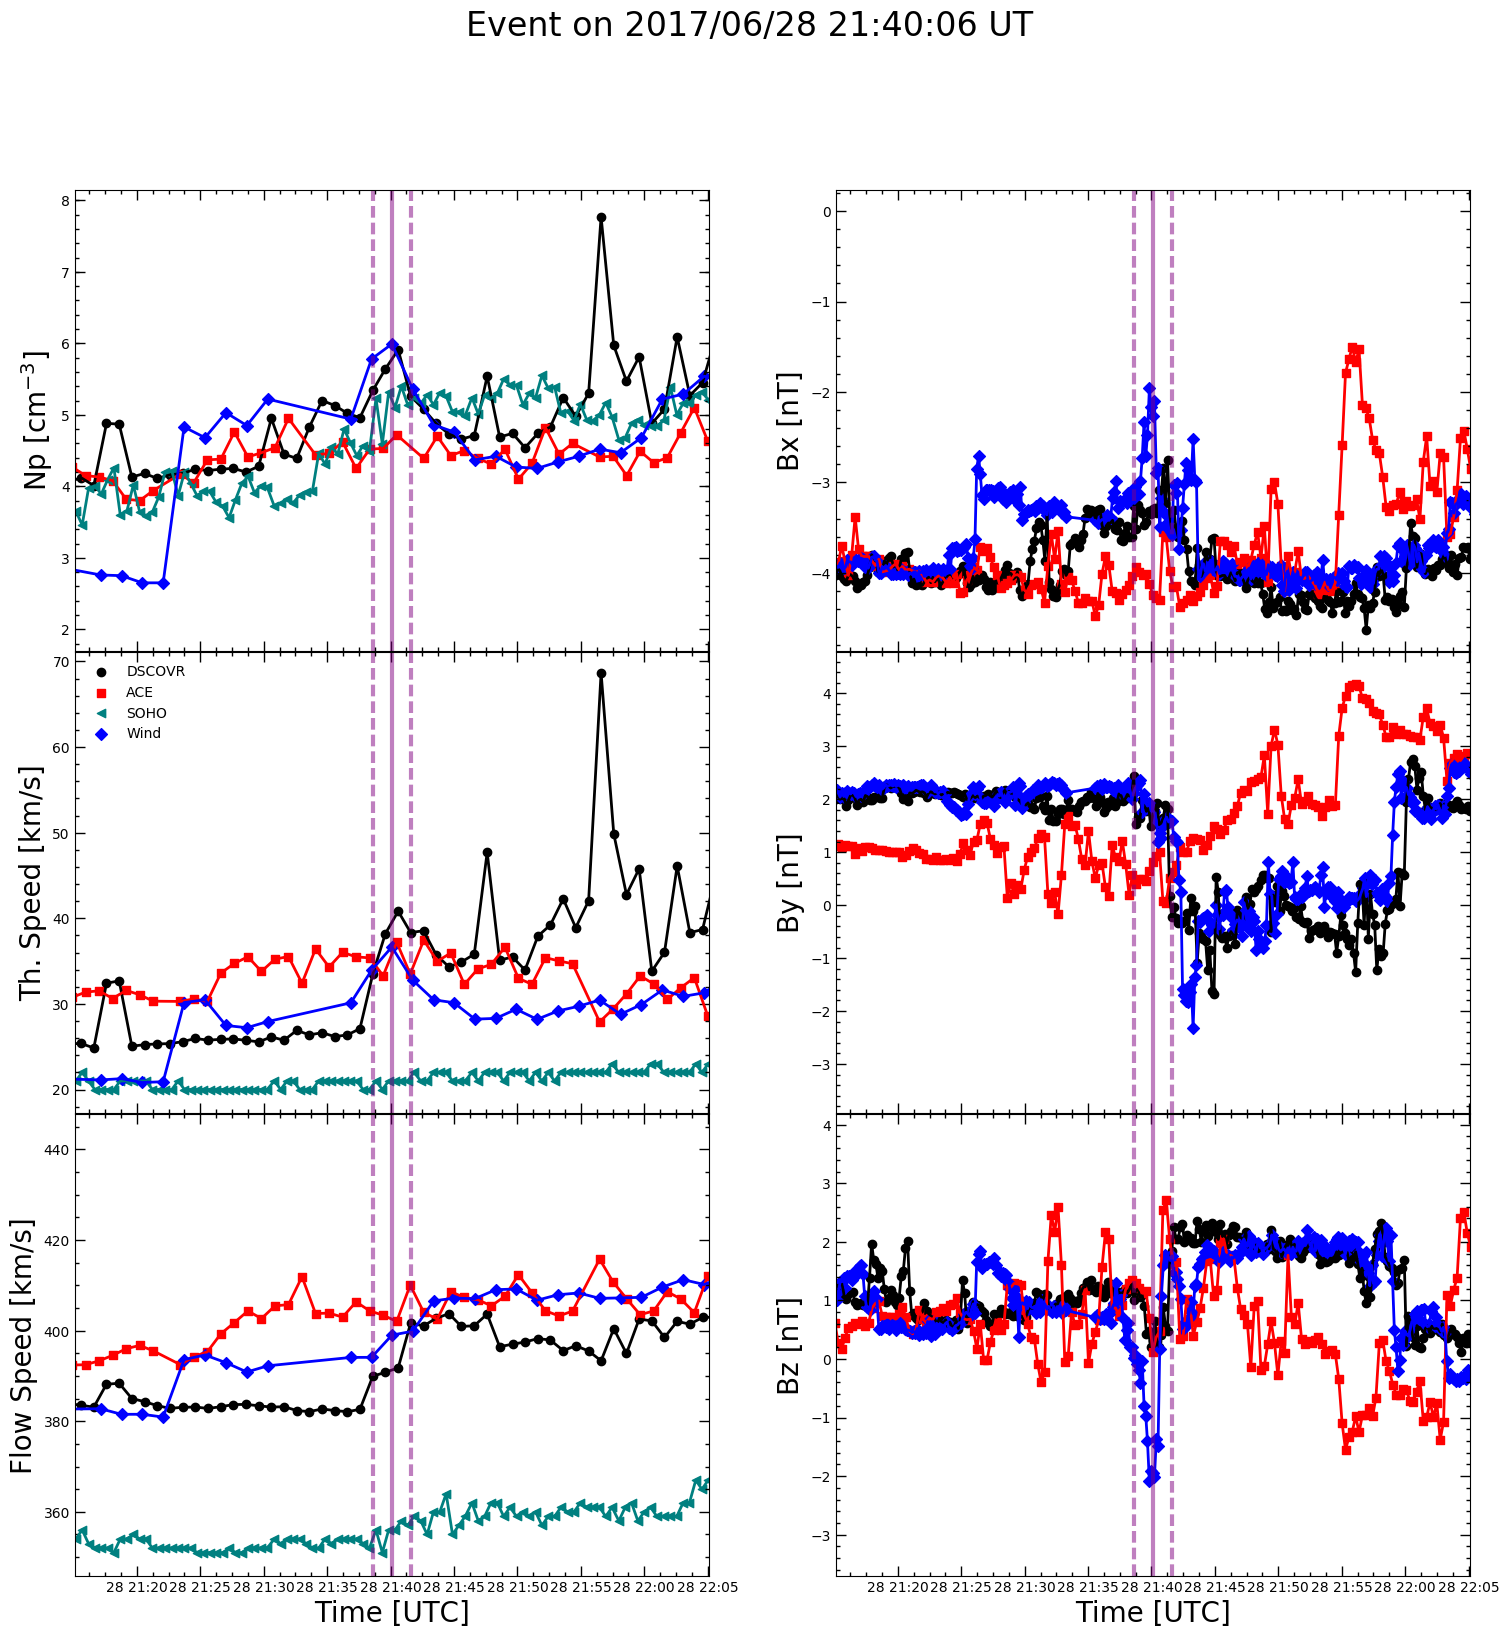 Event on 2017/06/28 21:40:06 UT
Np [cm⁻³]
8
7
6
5
4
3
2
Bx [nT]
0
−1
−2
−3
−4
Th. Speed [km/s]
70
60
50
40
30
20
DSCOVR
ACE
SOHO
Wind
By [nT]
4
3
2
1
0
−1
−2
−3
Flow Speed [km/s]
440
420
400
380
360
Bz [nT]
4
3
2
1
0
−1
−2
−3
28 21:20 28 21:25 28 21:30 28 21:35 28 21:40 28 21:45 28 21:50 28 21:55 28 22:00 28 22:05
Time [UTC]
28 21:20 28 21:25 28 21:30 28 21:35 28 21:40 28 21:45 28 21:50 28 21:55 28 22:00 28 22:05
Time [UTC]